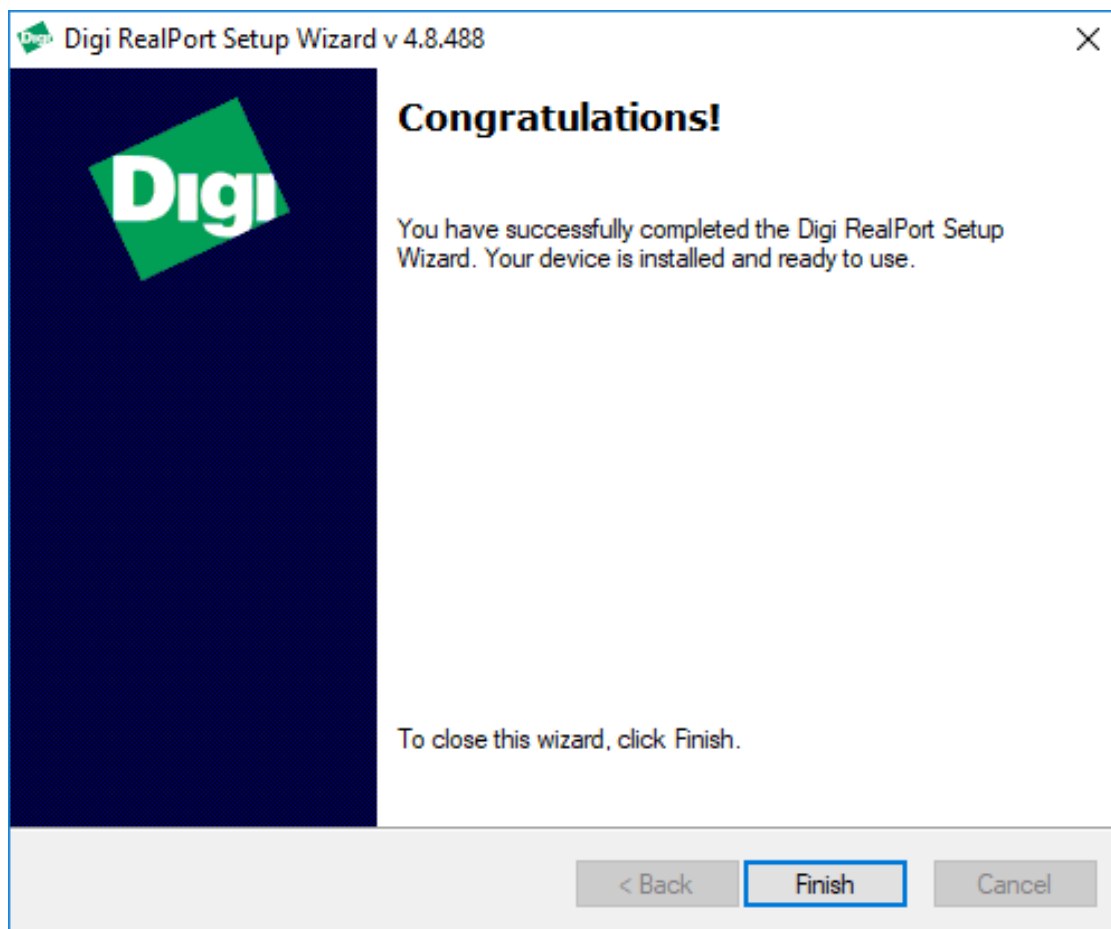 Digi RealPort Setup Wizard v 4.8.488
Digi
Congratulations!
You have successfully completed the Digi RealPort Setup
Wizard. Your device is installed and ready to use.
To close this wizard, click Finish.
< Back
Finish
Cancel